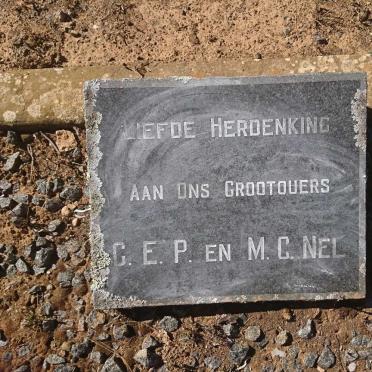 LIEFDE HERDENKING
AAN ONS GROOTOUERS
C. E. P. EN M. C. NEL